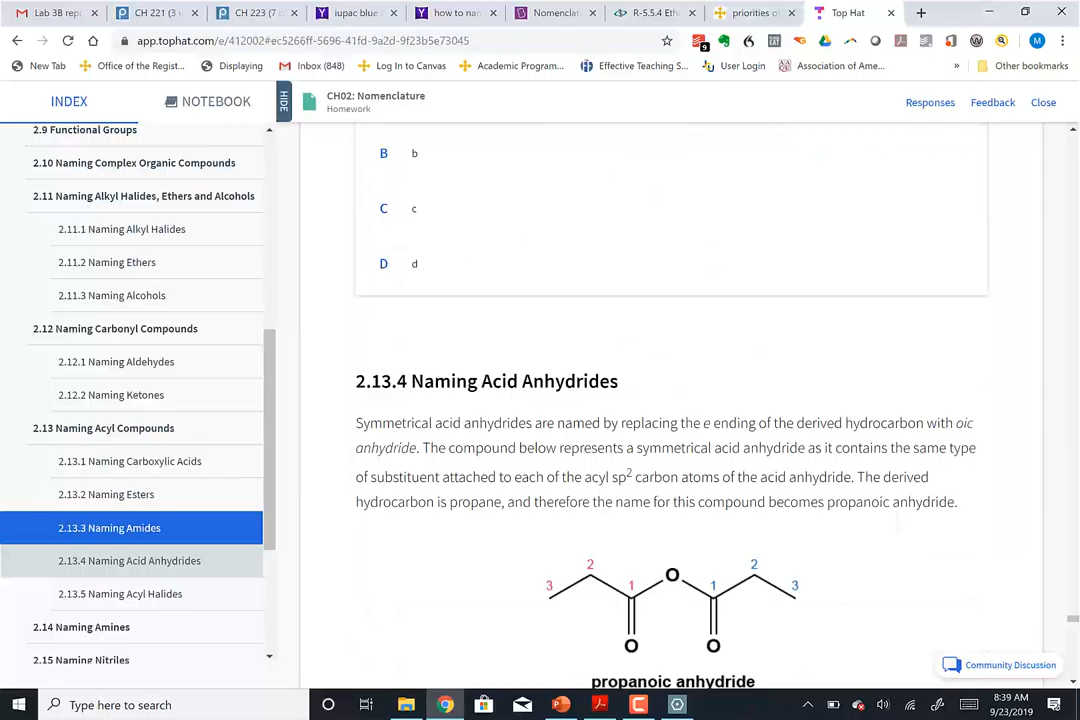 Lab 3B rep
CH 221 (3 v
CH 223 (7 u
iupac blue
how to nam
Nomenclat
R-5.5.4 Eth
priorities o
Top Hat
app.tophat.com/e/412002#ec5266ff-5696-41fd-9a2d-9f23b5e73045
9
M
New Tab
Office of the Regist...
Displaying
Inbox (848)
Log In to Canvas
Academic Program...
Effective Teaching S...
User Login
Association of Ame...
»
Other bookmarks
INDEX
NOTEBOOK
HIDE
CH02: Nomenclature
Homework
Responses
Feedback
Close
2.9 Functional Groups
2.10 Naming Complex Organic Compounds
2.11 Naming Alkyl Halides, Ethers and Alcohols
2.11.1 Naming Alkyl Halides
2.11.2 Naming Ethers
2.11.3 Naming Alcohols
2.12 Naming Carbonyl Compounds
2.12.1 Naming Aldehydes
2.12.2 Naming Ketones
2.13 Naming Acyl Compounds
2.13.1 Naming Carboxylic Acids
2.13.2 Naming Esters
2.13.3 Naming Amides
2.13.4 Naming Acid Anhydrides
2.13.5 Naming Acyl Halides
2.14 Naming Amines
2.15 Naming Nitriles
B b
C c
D d
2.13.4 Naming Acid Anhydrides
Symmetrical acid anhydrides are named by replacing the e ending of the derived hydrocarbon with oic
anhydride. The compound below represents a symmetrical acid anhydride as it contains the same type
of substituent attached to each of the acyl sp2 carbon atoms of the acid anhydride. The derived
hydrocarbon is propane, and therefore the name for this compound becomes propanoic anhydride.
3 2 1 O 1 2 3
O O
propanoic anhydride
Community Discussion
Type here to search
8:39 AM
9/23/2019